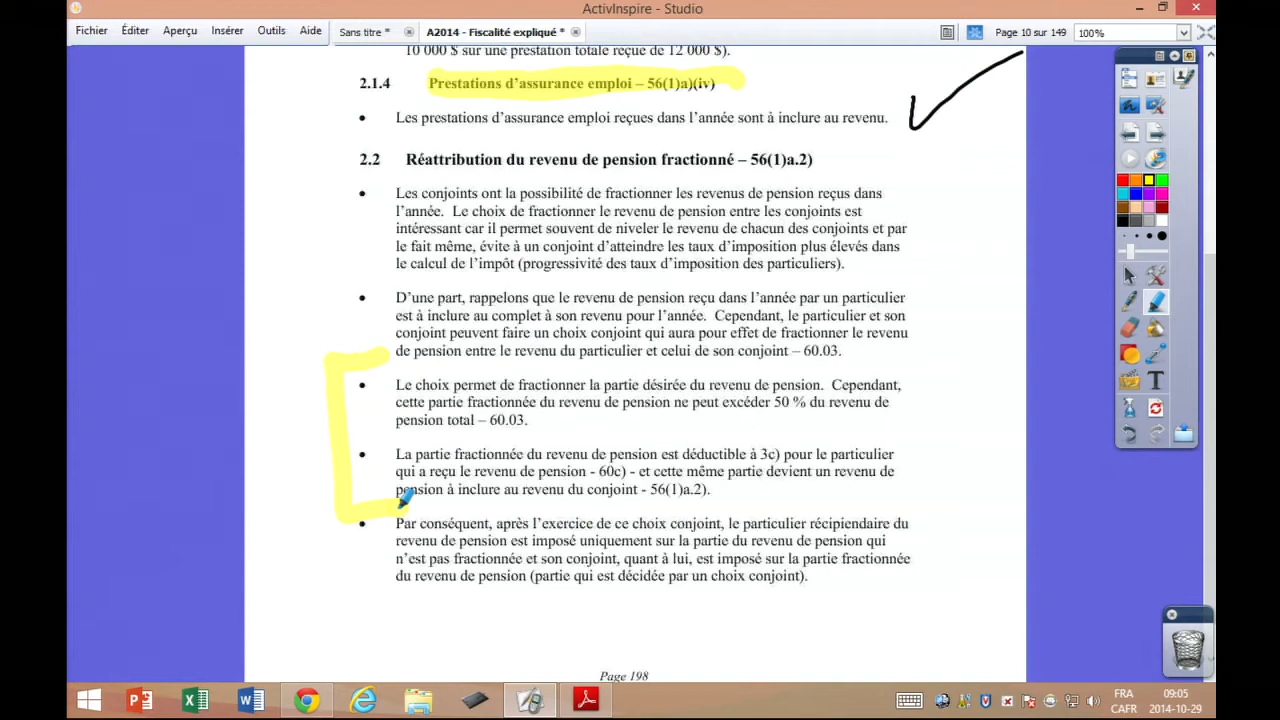 ActivInspire - Studio
Fichier Éditer Aperçu Insérer Outils Aide Sans titre * A2014 - Fiscalité expliqué * Page 10 sur 149 100%
10 000 $ sur une prestation totale reçue de 12 000 $).
2.1.4 Prestations d’assurance emploi – 56(1)a)(iv)
• Les prestations d’assurance emploi reçues dans l’année sont à inclure au revenu.
2.2 Réattribution du revenu de pension fractionné – 56(1)a.2)
• Les conjoints ont la possibilité de fractionner les revenus de pension reçus dans
l’année. Le choix de fractionner le revenu de pension entre les conjoints est
intéressant car il permet souvent de niveler le revenu de chacun des conjoints et par
le fait même, évite à un conjoint d’atteindre les taux d’imposition plus élevés dans
le calcul de l’impôt (progressivité des taux d’imposition des particuliers).
• D’une part, rappelons que le revenu de pension reçu dans l’année par un particulier
est à inclure au complet à son revenu pour l’année. Cependant, le particulier et son
conjoint peuvent faire un choix conjoint qui aura pour effet de fractionner le revenu
de pension entre le revenu du particulier et celui de son conjoint – 60.03.
• Le choix permet de fractionner la partie désirée du revenu de pension. Cependant,
cette partie fractionnée du revenu de pension ne peut excéder 50 % du revenu de
pension total – 60.03.
• La partie fractionnée du revenu de pension est déductible à 3c) pour le particulier
qui a reçu le revenu de pension - 60c) - et cette même partie devient un revenu de
pension à inclure au revenu du conjoint - 56(1)a.2).
• Par conséquent, après l’exercice de ce choix conjoint, le particulier récipiendaire du
revenu de pension est imposé uniquement sur la partie du revenu de pension qui
n’est pas fractionnée et son conjoint, quant à lui, est imposé sur la partie fractionnée
du revenu de pension (partie qui est décidée par un choix conjoint).
Page 198
FRA 09:05
CAFR 2014-10-29